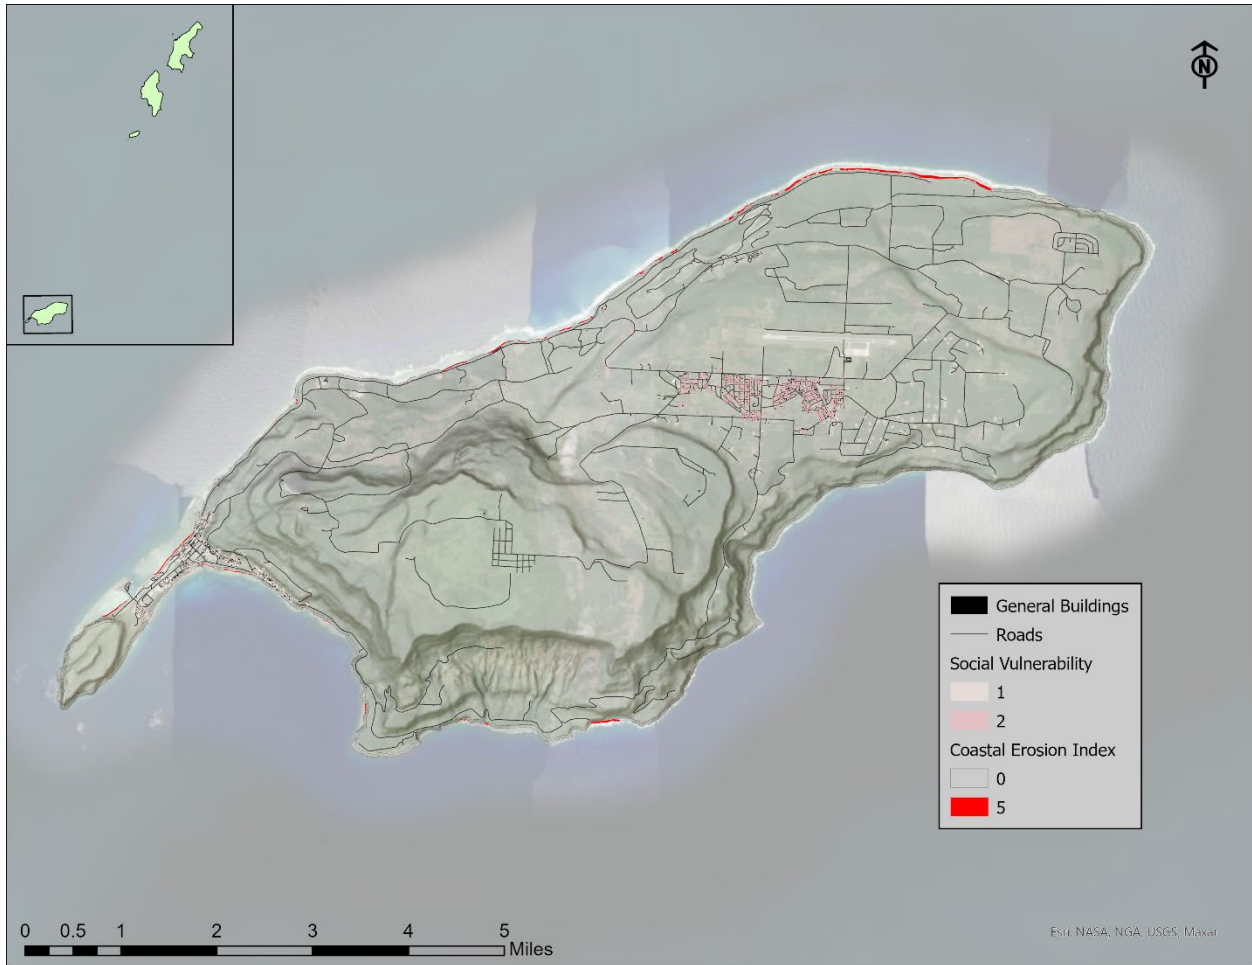 N
General Buildings
Roads
Social Vulnerability
1
2
Coastal Erosion Index
0
5
0 0.5 1 2 3 4 5
Miles
Esri, NASA, NGA, USGS, Maxar